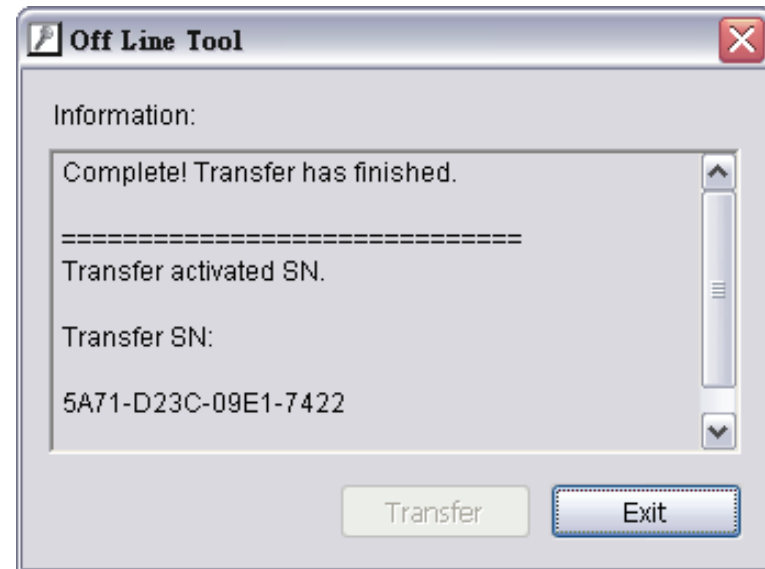 Off Line Tool
Information:
Complete! Transfer has finished.
==============================
Transfer activated SN.
Transfer SN:
5A71-D23C-09E1-7422
Transfer
Exit